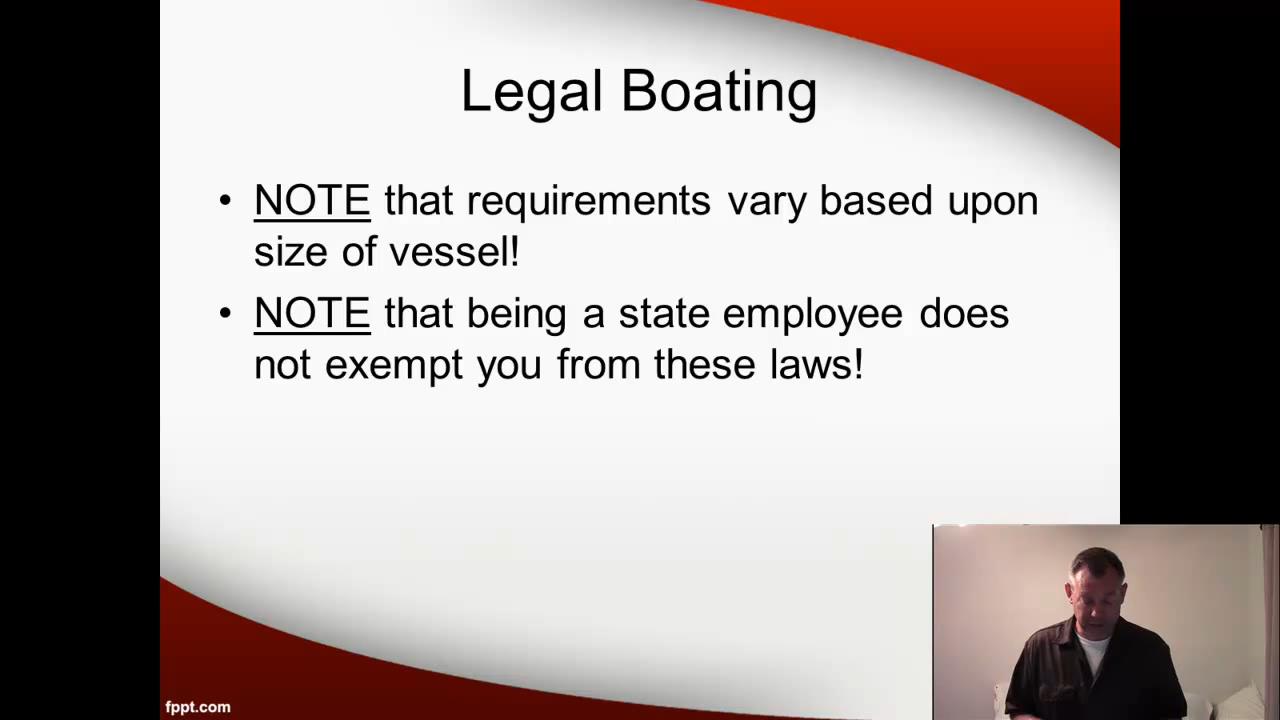 Legal Boating
• NOTE that requirements vary based upon
size of vessel!
• NOTE that being a state employee does
not exempt you from these laws!
fppt.com